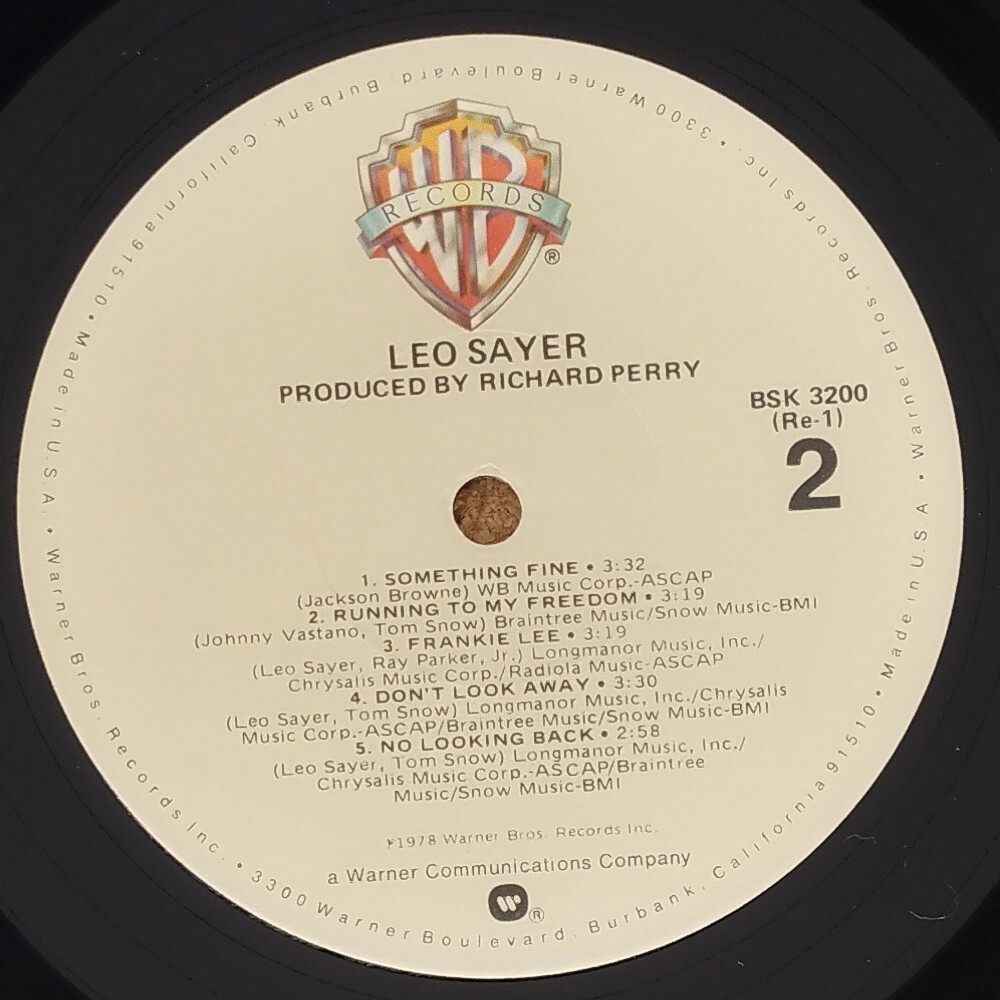 WB
RECORDS
®
LEO SAYER
PRODUCED BY RICHARD PERRY
BSK 3200
(Re-1)
2
1. SOMETHING FINE • 3:32
(Jackson Browne) WB Music Corp.-ASCAP
2. RUNNING TO MY FREEDOM • 3:19
(Johnny Vastano, Tom Snow) Braintree Music/Snow Music-BMI
3. FRANKIE LEE • 3:19
(Leo Sayer, Ray Parker, Jr.) Longmanor Music, Inc./
Chrysalis Music Corp./Radiola Music-ASCAP
4. DON'T LOOK AWAY • 3:30
(Leo Sayer, Tom Snow) Longmanor Music, Inc./Chrysalis
Music Corp.-ASCAP/Braintree Music/Snow Music-BMI
5. NO LOOKING BACK • 2:58
(Leo Sayer, Tom Snow) Longmanor Music, Inc./
Chrysalis Music Corp.-ASCAP/Braintree
Music/Snow Music-BMI
℗1978 Warner Bros. Records Inc.
a Warner Communications Company
W ®
Warner Bros. Records Inc. • 3300 Warner Boulevard, Burbank, California 91510 • Made in U.S.A. • Warner Bros. Records Inc. • 3300 Warner Boulevard, Burbank, California 91510 • Made in U.S.A •